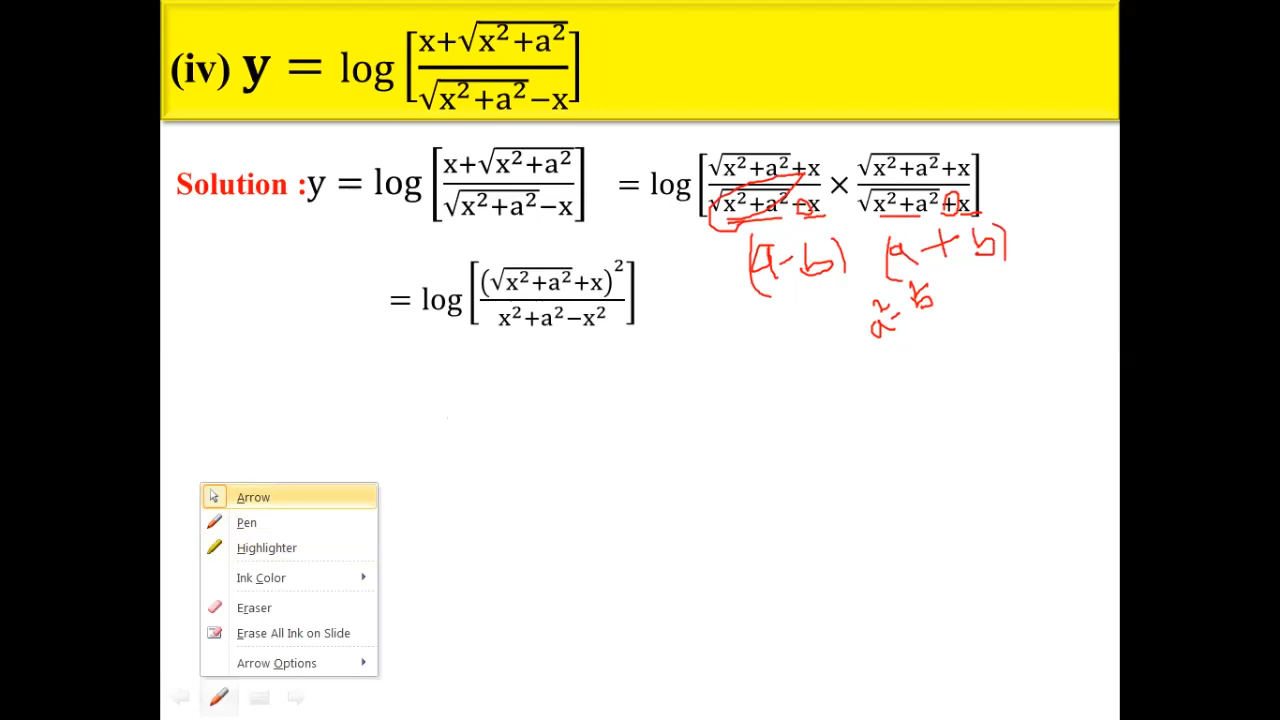 (iv) y = log [x+√x²+a² / √x²+a²−x]
Solution : y = log [x+√x²+a² / √x²+a²−x] = log [√x²+a²+x / √x²+a²−x × √x²+a²+x / √x²+a²+x]
(a - b) (a + b)
= log [(√x²+a²+x)² / x²+a²−x²]
a² - b²
Arrow
Pen
Highlighter
Ink Color
Eraser
Erase All Ink on Slide
Arrow Options